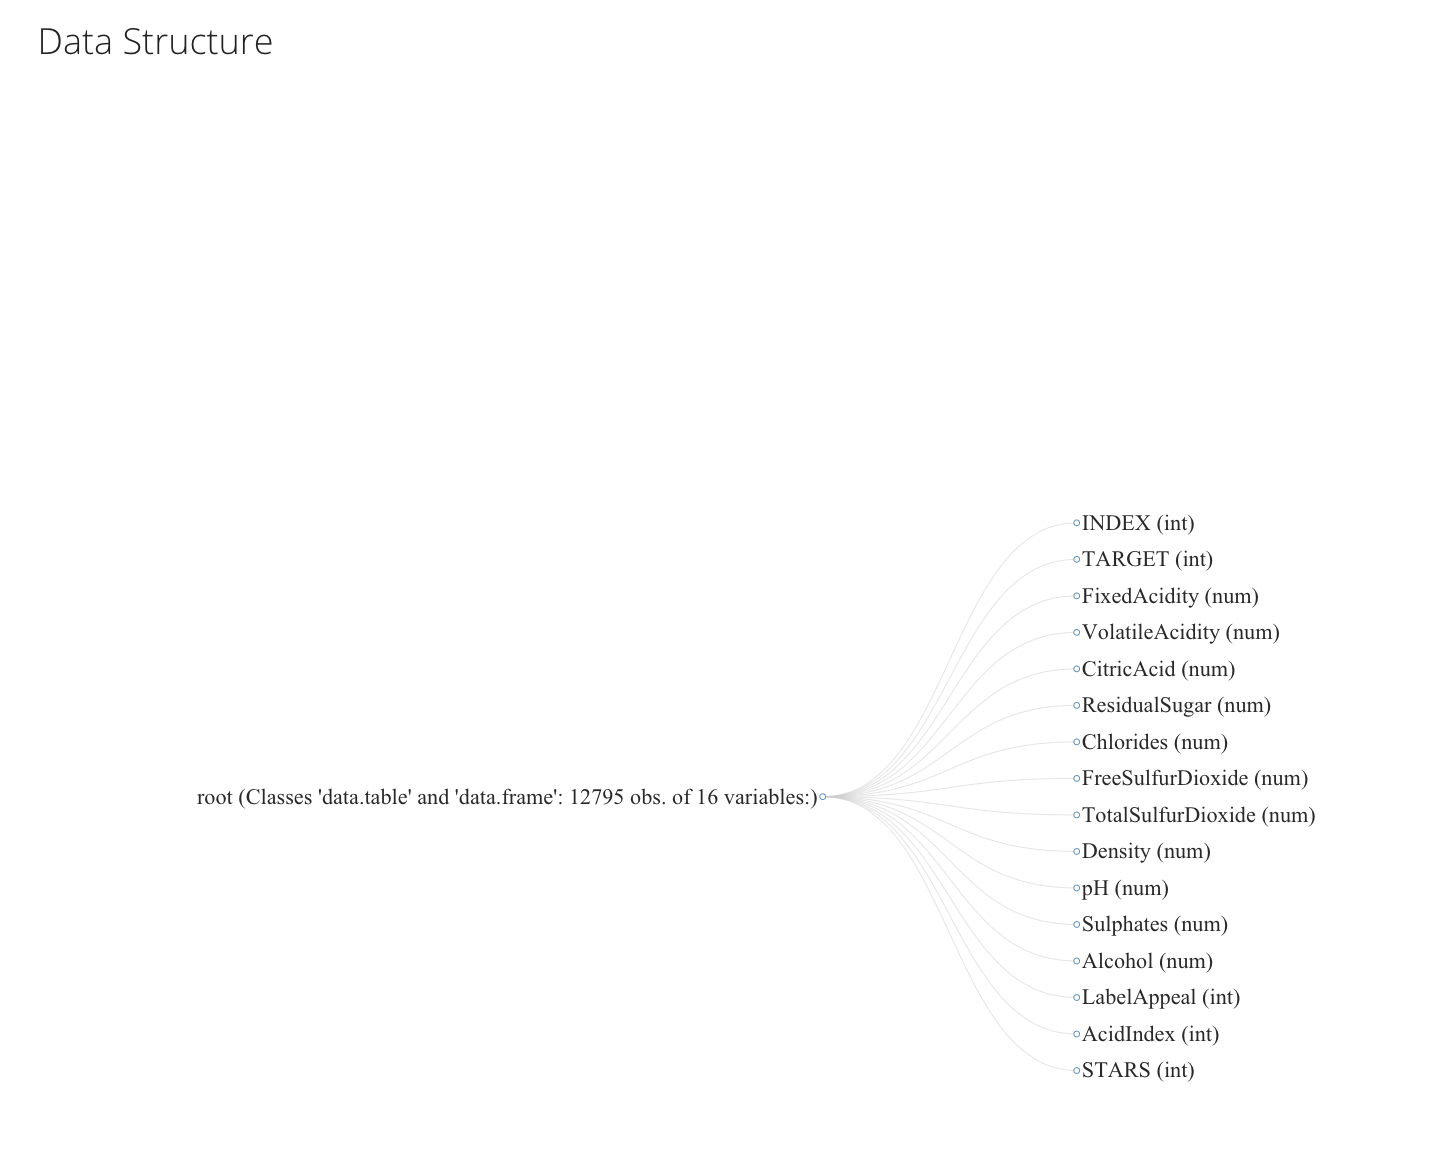 Data Structure
INDEX (int)
TARGET (int)
FixedAcidity (num)
VolatileAcidity (num)
CitricAcid (num)
ResidualSugar (num)
Chlorides (num)
FreeSulfurDioxide (num)
root (Classes 'data.table' and 'data.frame': 12795 obs. of 16 variables:)
TotalSulfurDioxide (num)
Density (num)
pH (num)
Sulphates (num)
Alcohol (num)
LabelAppeal (int)
AcidIndex (int)
STARS (int)